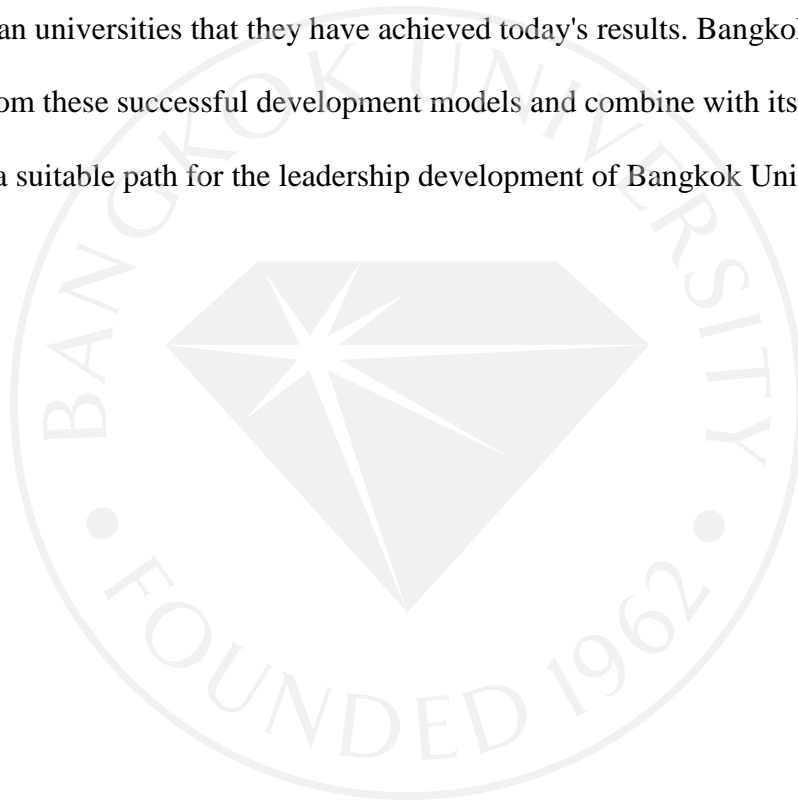 an universities that they have achieved today's results. Bangkok
om these successful development models and combine with its
a suitable path for the leadership development of Bangkok Uni
BANGKOK UNIVERSITY
• FOUNDED 1962 •